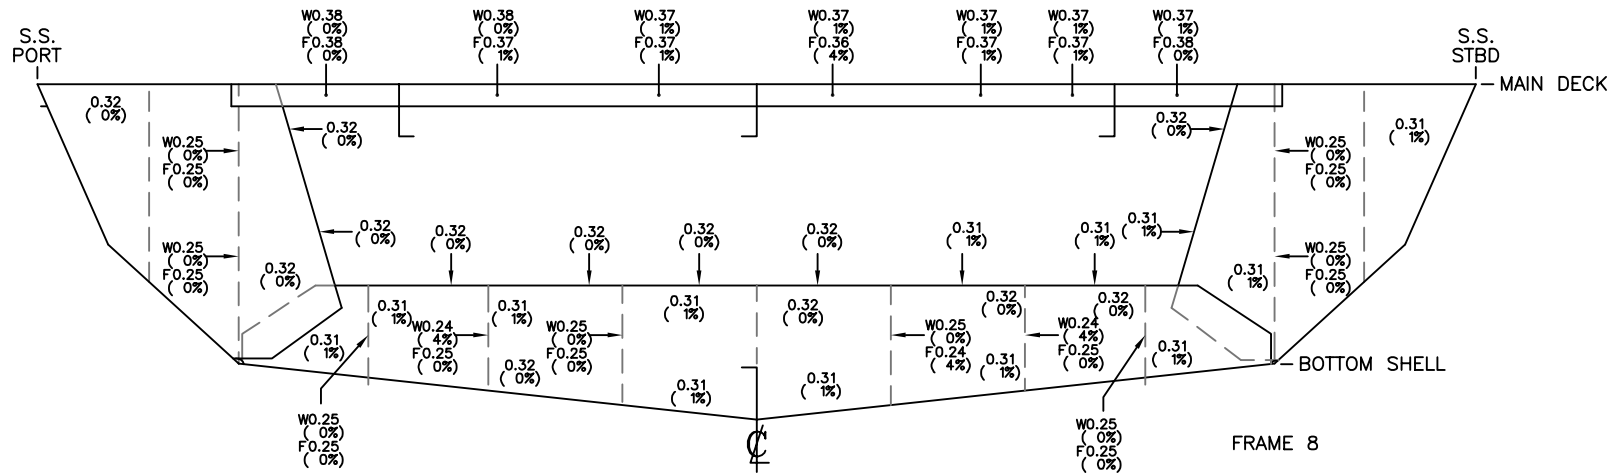 W0.38
( 0%)
F0.38
( 0%)
W0.38
( 0%)
F0.37
( 1%)
W0.37
( 1%)
F0.37
( 1%)
W0.37
( 1%)
F0.36
( 4%)
W0.37
( 1%)
F0.37
( 1%)
W0.37
( 1%)
F0.37
( 1%)
W0.37
( 1%)
F0.38
( 0%)
S.S.
PORT
S.S.
STBD
MAIN DECK
0.32
( 0%)
0.32
( 0%)
0.32
( 0%)
0.31
( 1%)
W0.25
( 0%)
F0.25
( 0%)
W0.25
( 0%)
F0.25
( 0%)
0.32
( 0%)
0.32
( 0%)
0.32
( 0%)
0.32
( 0%)
0.32
( 0%)
0.31
( 1%)
0.31
( 1%)
0.31
( 1%)
W0.25
( 0%)
F0.25
( 0%)
W0.25
( 0%)
F0.25
( 0%)
0.32
( 0%)
0.31
( 1%)
0.31
( 1%)
0.31
( 1%)
0.31
( 1%)
0.32
( 0%)
0.32
( 0%)
0.32
( 0%)
W0.24
( 4%)
F0.25
( 0%)
W0.25
( 0%)
F0.25
( 0%)
W0.25
( 0%)
F0.24
( 4%)
W0.24
( 4%)
F0.25
( 0%)
0.31
( 1%)
0.32
( 0%)
0.31
( 1%)
0.31
( 1%)
0.31
( 1%)
0.31
( 1%)
BOTTOM SHELL
W0.25
( 0%)
F0.25
( 0%)
W0.25
( 0%)
F0.25
( 0%)
℄
FRAME 8